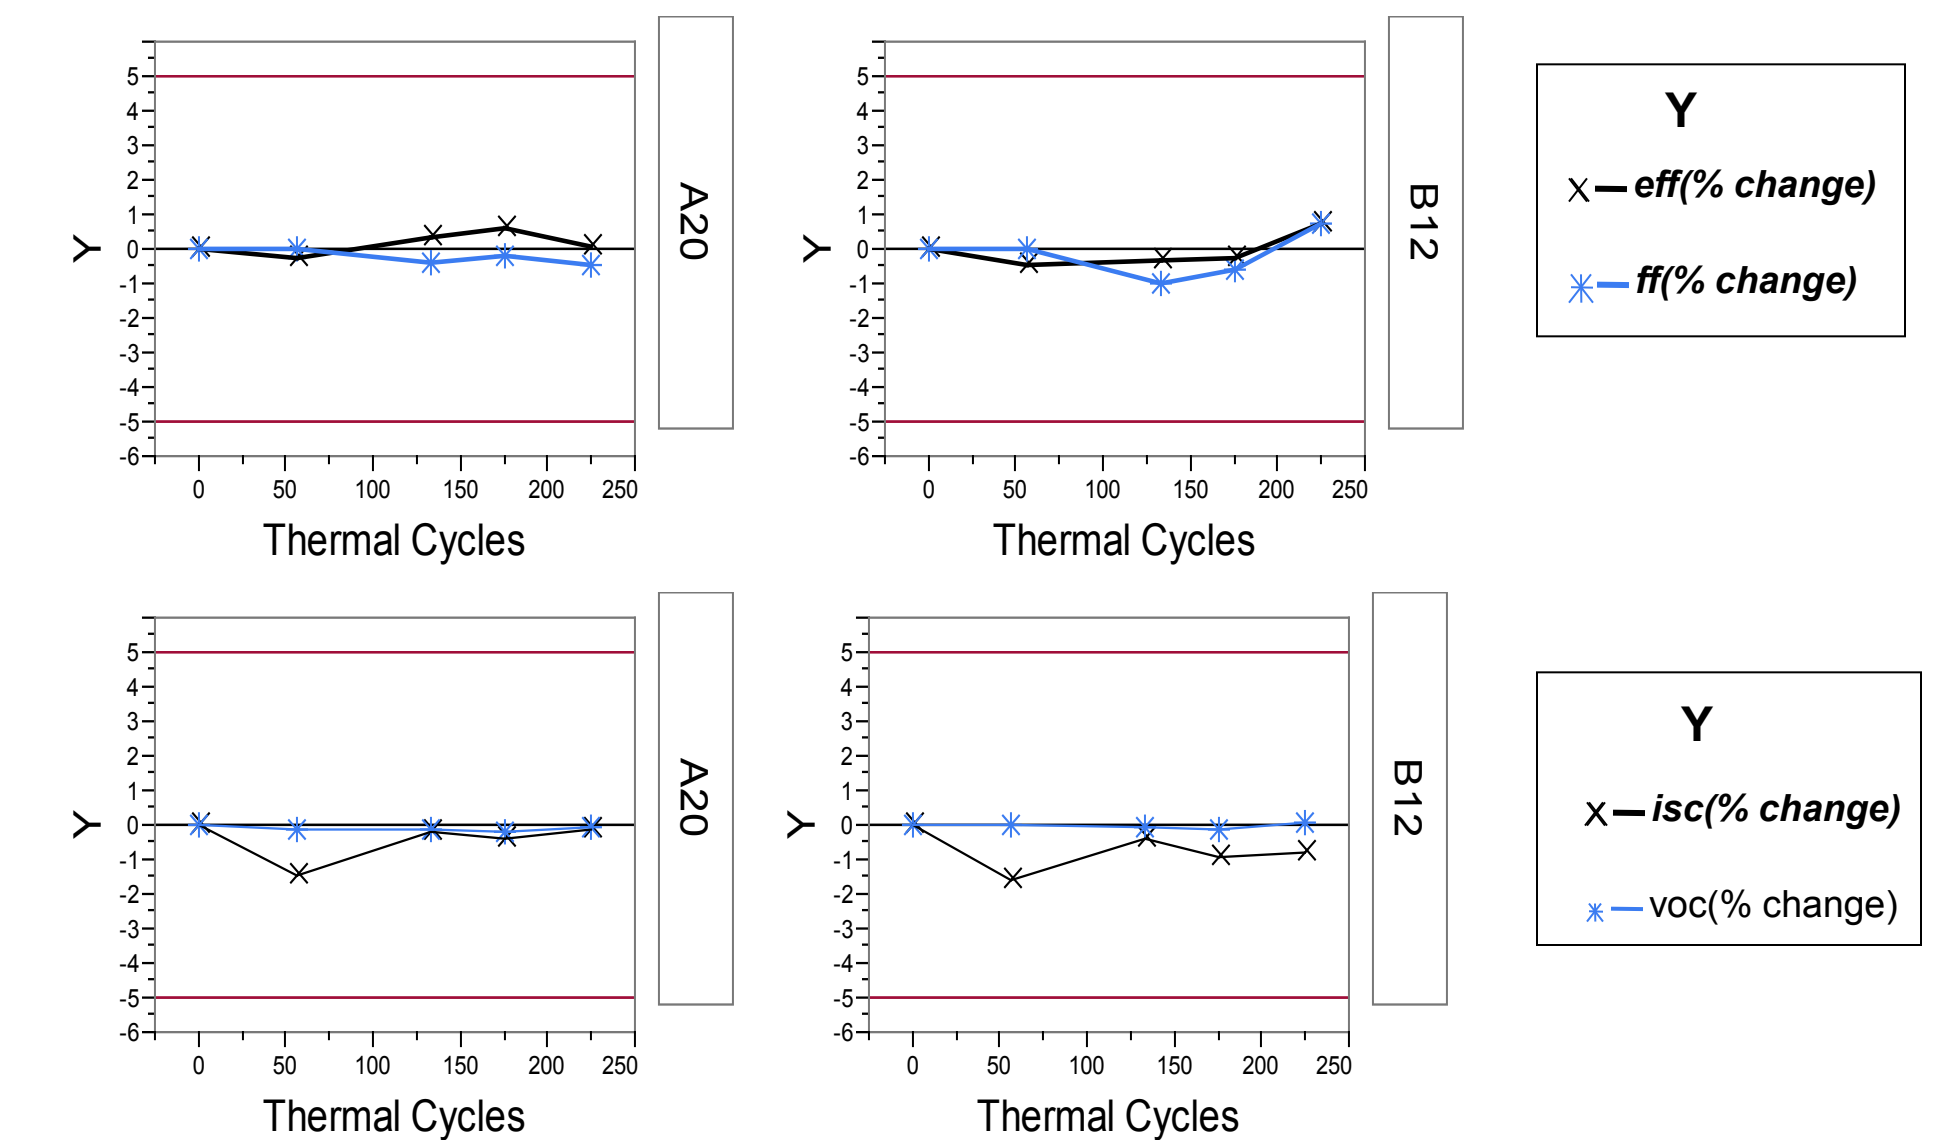 5
4
3
2
1
0
-1
-2
-3
-4
-5
-6
Y
0 50 100 150 200 250
Thermal Cycles
A20
5
4
3
2
1
0
-1
-2
-3
-4
-5
-6
Y
0 50 100 150 200 250
Thermal Cycles
B12
Y
eff(% change)
ff(% change)
5
4
3
2
1
0
-1
-2
-3
-4
-5
-6
Y
0 50 100 150 200 250
Thermal Cycles
A20
5
4
3
2
1
0
-1
-2
-3
-4
-5
-6
Y
0 50 100 150 200 250
Thermal Cycles
B12
Y
isc(% change)
voc(% change)